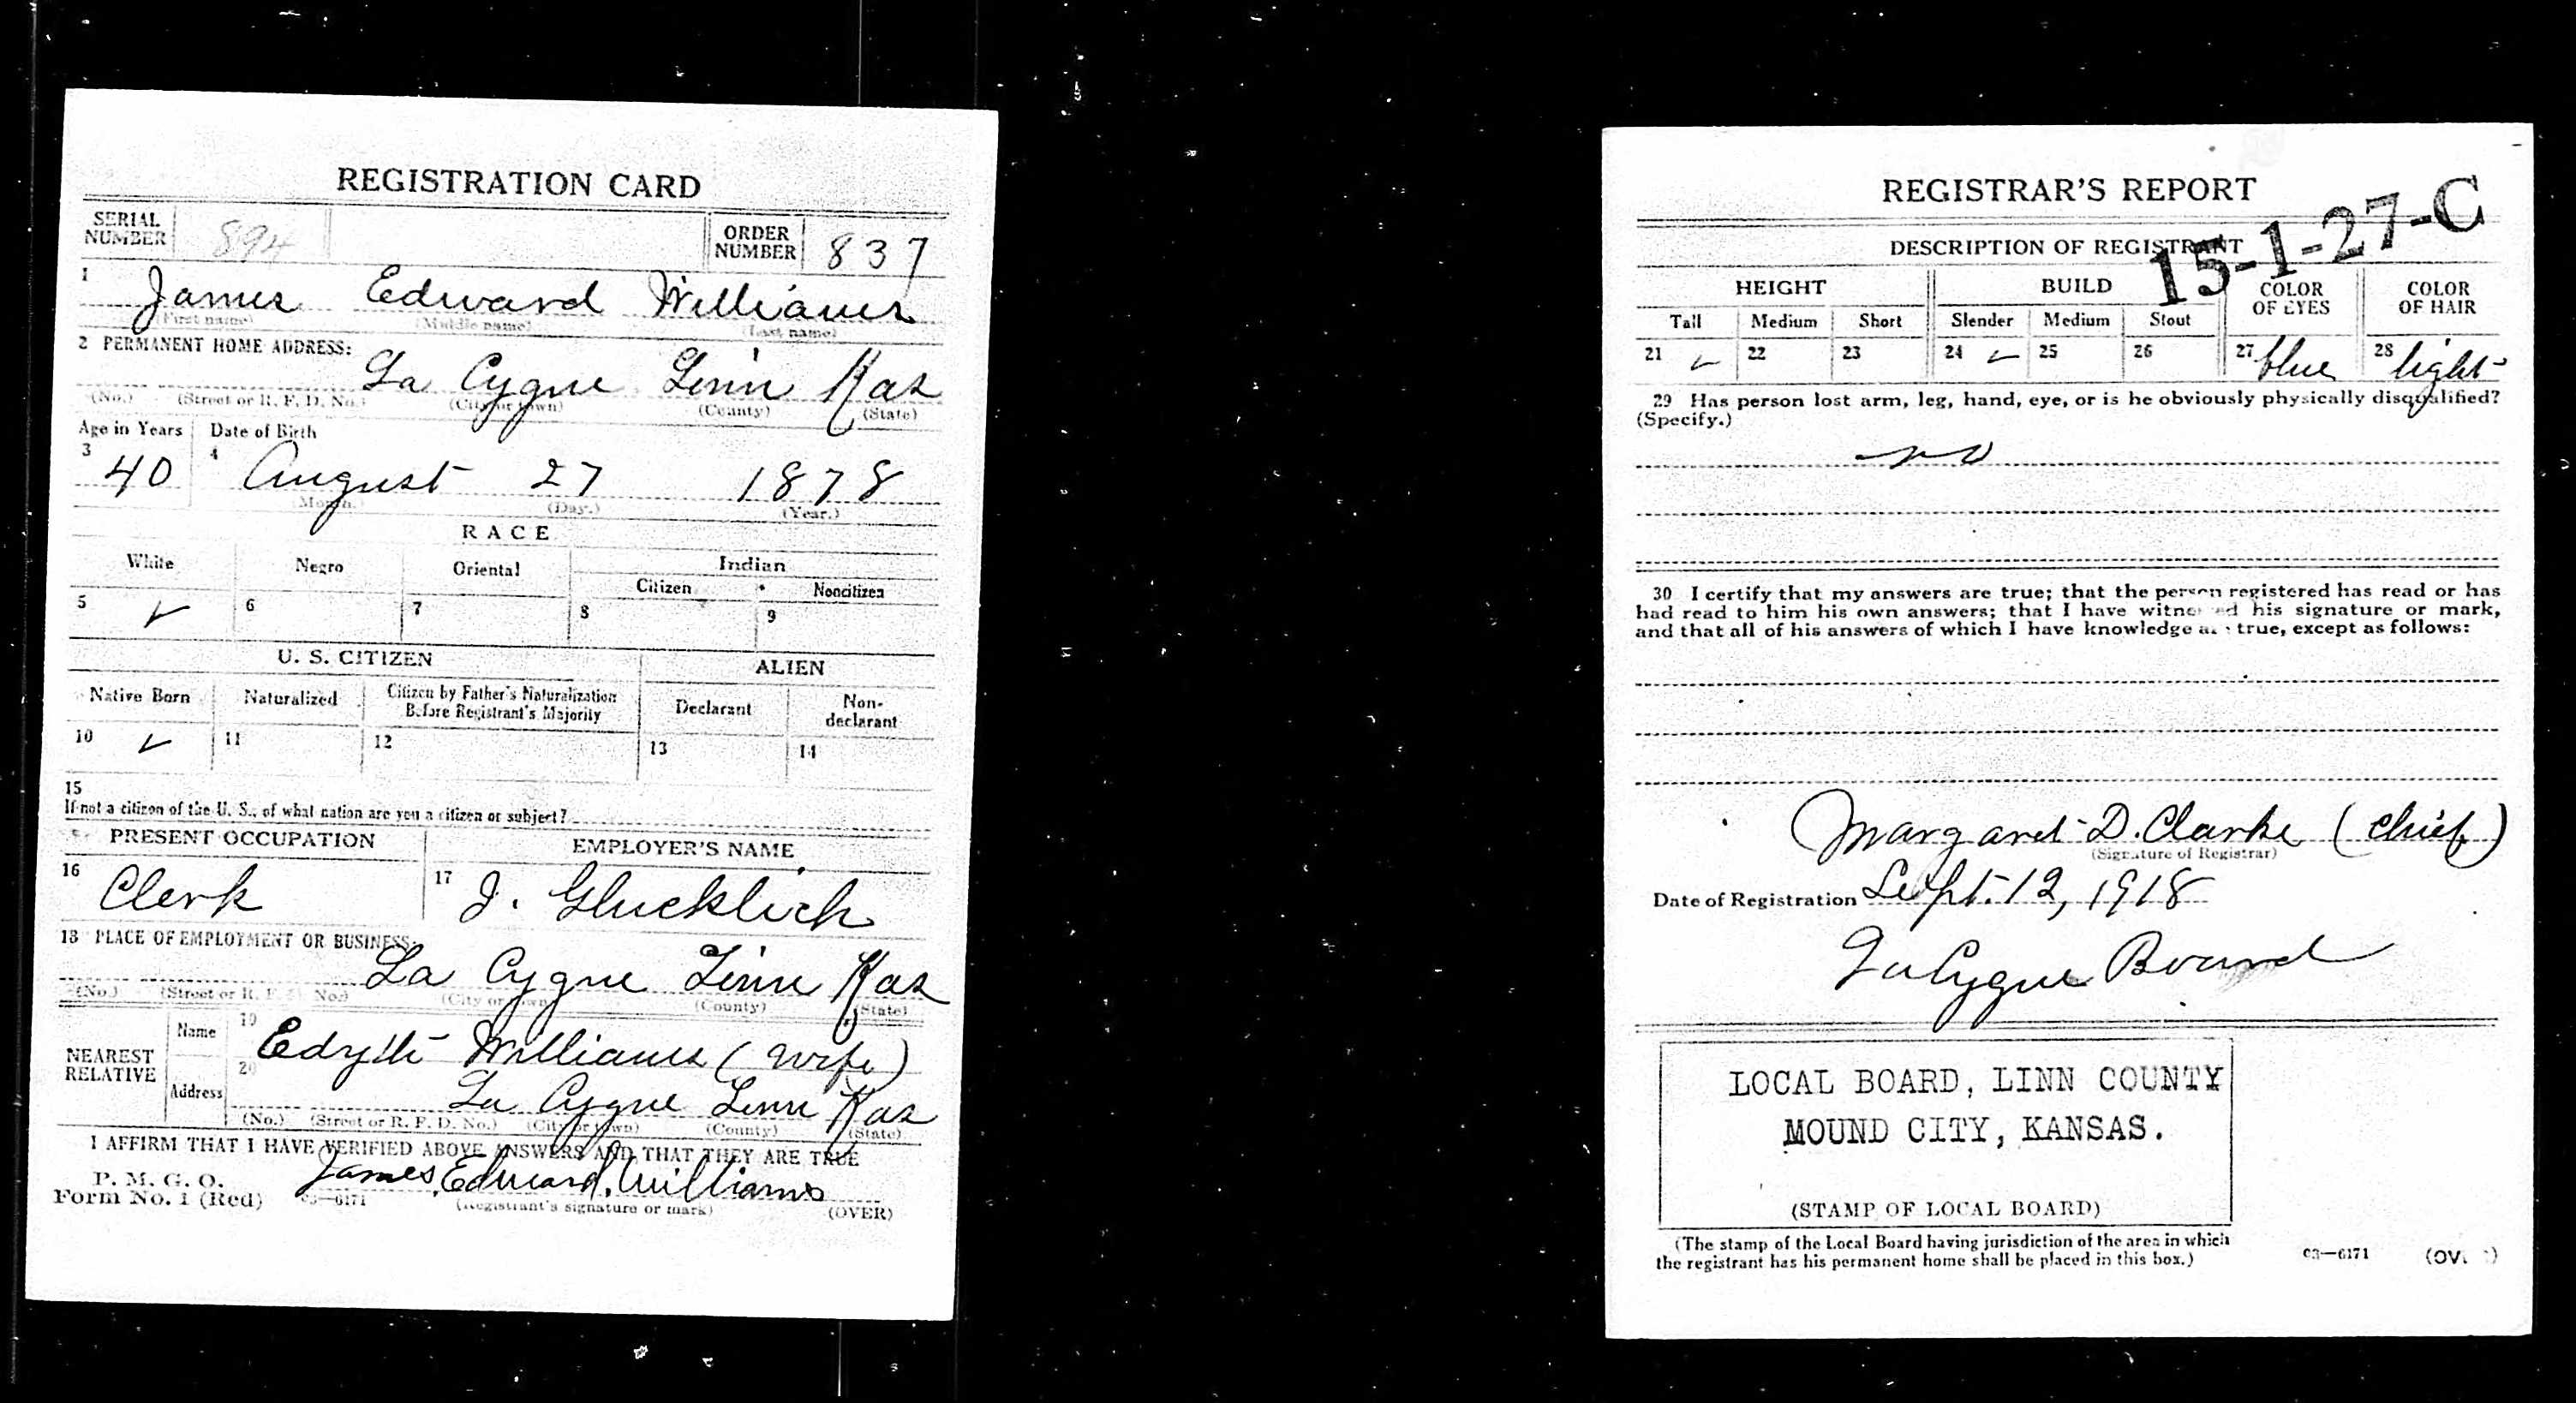 REGISTRATION CARD
SERIAL NUMBER 894 ORDER NUMBER 837
1 James Edward Williams
(First name) (Middle name) (Last name)
2 PERMANENT HOME ADDRESS:
La Cygne Linn Kas
(No.) (Street or R. F. D. No.) (City or town) (County) (State)
Age in Years Date of Birth
3 40 4 August 27 1878
(Month.) (Day.) (Year.)
RACE
White Negro Oriental Indian
Citizen Noncitizen
5 ✓ 6 7 8 9
U. S. CITIZEN ALIEN
Native Born Naturalized Citizen by Father's Naturalization Before Registrant's Majority Declarant Non-declarant
10 ✓ 11 12 13 14
15
If not a citizen of the U. S., of what nation are you a citizen or subject?
PRESENT OCCUPATION EMPLOYER'S NAME
16 Clerk 17 J. Glucklich
18 PLACE OF EMPLOYMENT OR BUSINESS:
La Cygne Linn Kas
(No.) (Street or R. F. D. No.) (City or town) (County) (State)
NEAREST RELATIVE
Name 19 Edyth Williams (wife)
Address 20 La Cygne Linn Kas
(No.) (Street or R. F. D. No.) (City or town) (County) (State)
I AFFIRM THAT I HAVE VERIFIED ABOVE ANSWERS AND THAT THEY ARE TRUE
P. M. G. O.
Form No. 1 (Red) 03—6171 James Edward Williams
(Registrant's signature or mark) (OVER)
REGISTRAR'S REPORT
15-1-27-C
DESCRIPTION OF REGISTRANT
HEIGHT BUILD COLOR OF EYES COLOR OF HAIR
Tall Medium Short Slender Medium Stout
21 ✓ 22 23 24 ✓ 25 26 27 blue 28 light
29 Has person lost arm, leg, hand, eye, or is he obviously physically disqualified?
(Specify.)
no
30 I certify that my answers are true; that the person registered has read or has
had read to him his own answers; that I have witnessed his signature or mark,
and that all of his answers of which I have knowledge are true, except as follows:
Margaret D. Clarke (Chief)
(Signature of Registrar)
Date of Registration Sept. 12, 1918
LaCygne Board
LOCAL BOARD, LINN COUNTY
MOUND CITY, KANSAS.
(STAMP OF LOCAL BOARD)
(The stamp of the Local Board having jurisdiction of the area in which
the registrant has his permanent home shall be placed in this box.)
03—6171 (OVER)